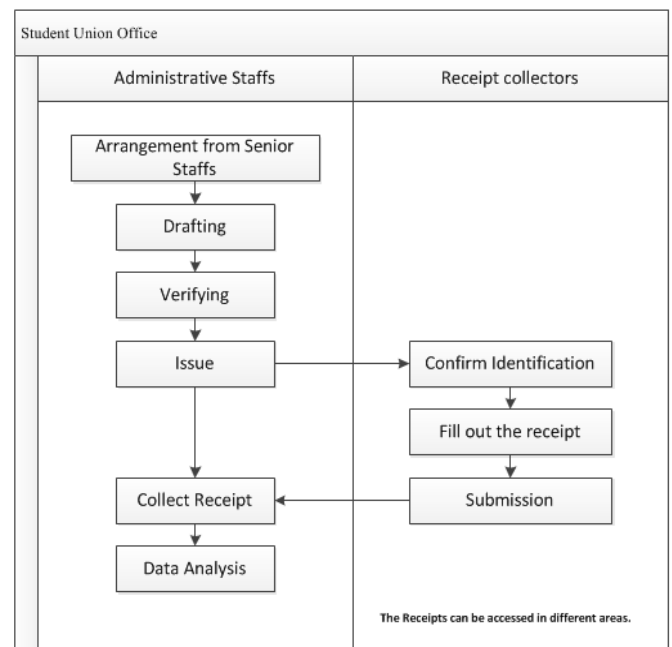 Student Union Office
Administrative Staffs
Receipt collectors
Arrangement from Senior
Staffs
Drafting
Verifying
Issue
Confirm Identification
Fill out the receipt
Collect Receipt
Submission
Data Analysis
The Receipts can be accessed in different areas.